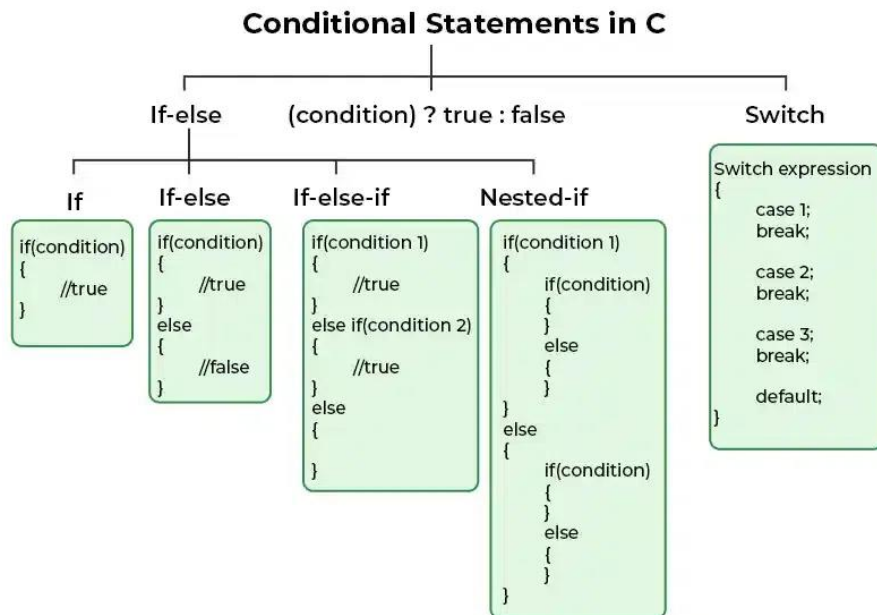 Conditional Statements in C
If-else
(condition) ? true : false
Switch
If
if(condition)
{
//true
}
If-else
if(condition)
{
//true
}
else
{
//false
}
If-else-if
if(condition 1)
{
//true
}
else if(condition 2)
{
//true
}
else
{
}
Nested-if
if(condition 1)
{
if(condition)
{
}
else
{
}
}
else
{
if(condition)
{
}
else
{
}
}
Switch expression
{
case 1;
break;
case 2;
break;
case 3;
break;
default;
}